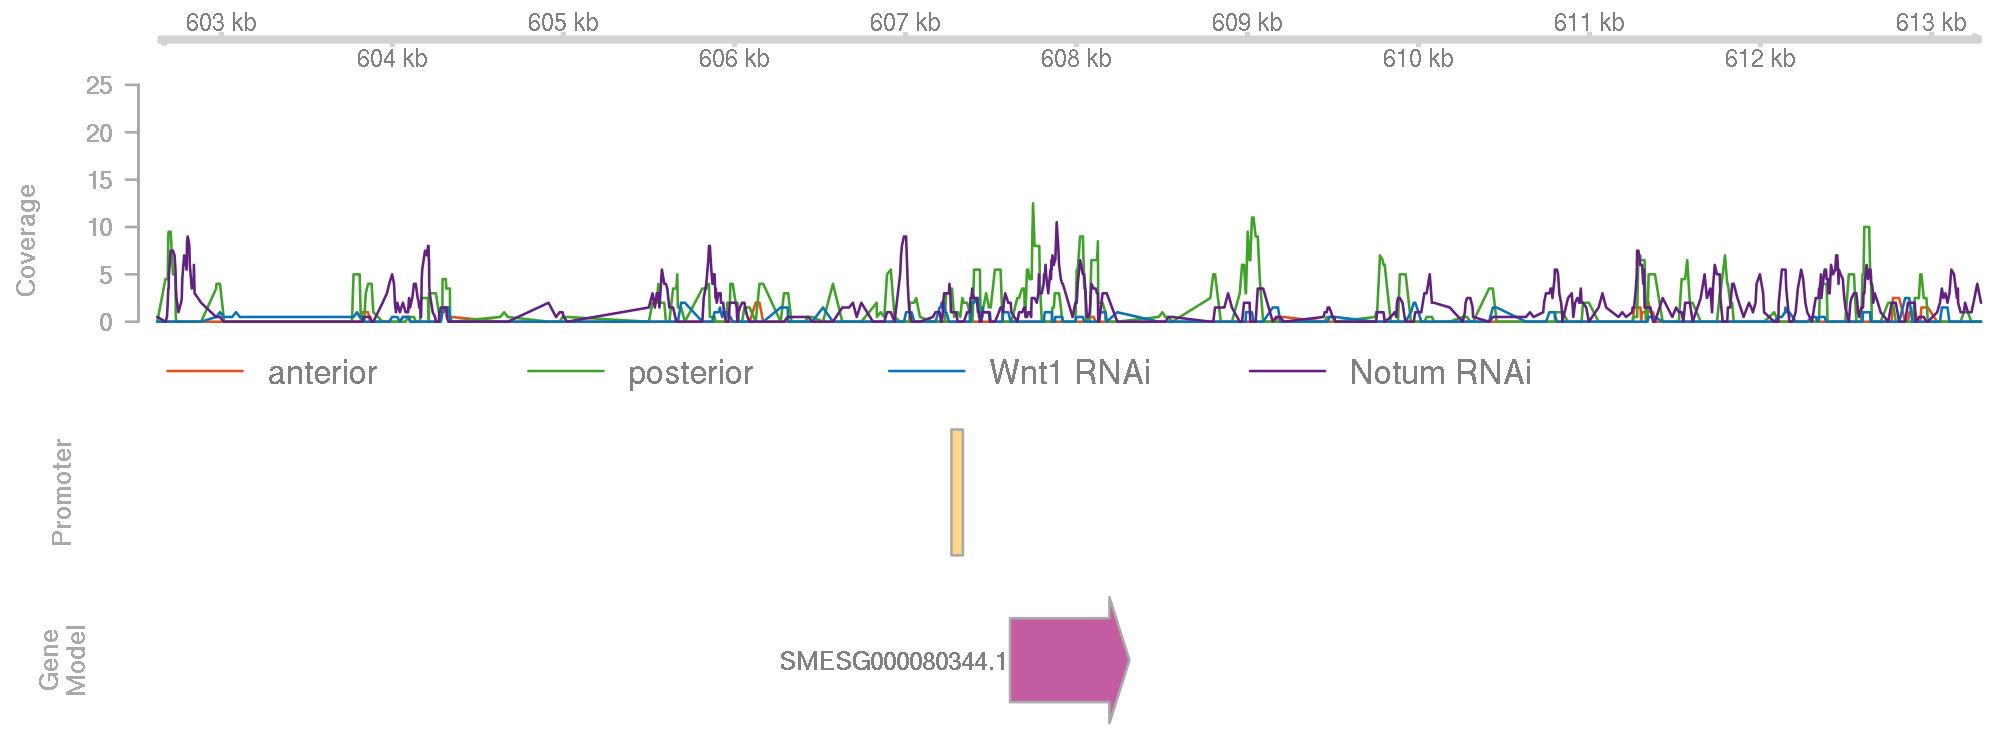 603 kb 605 kb 607 kb 609 kb 611 kb 613 kb
604 kb 606 kb 608 kb 610 kb 612 kb
25
20
15
10
5
0
Coverage
anterior posterior Wnt1 RNAi Notum RNAi
Promoter
SMESG000080344.1
Gene
Model